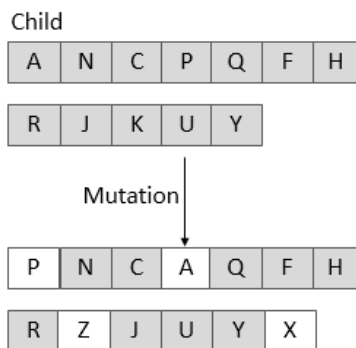 Child
A N C P Q F H
R J K U Y
Mutation
P N C A Q F H
R Z J U Y X